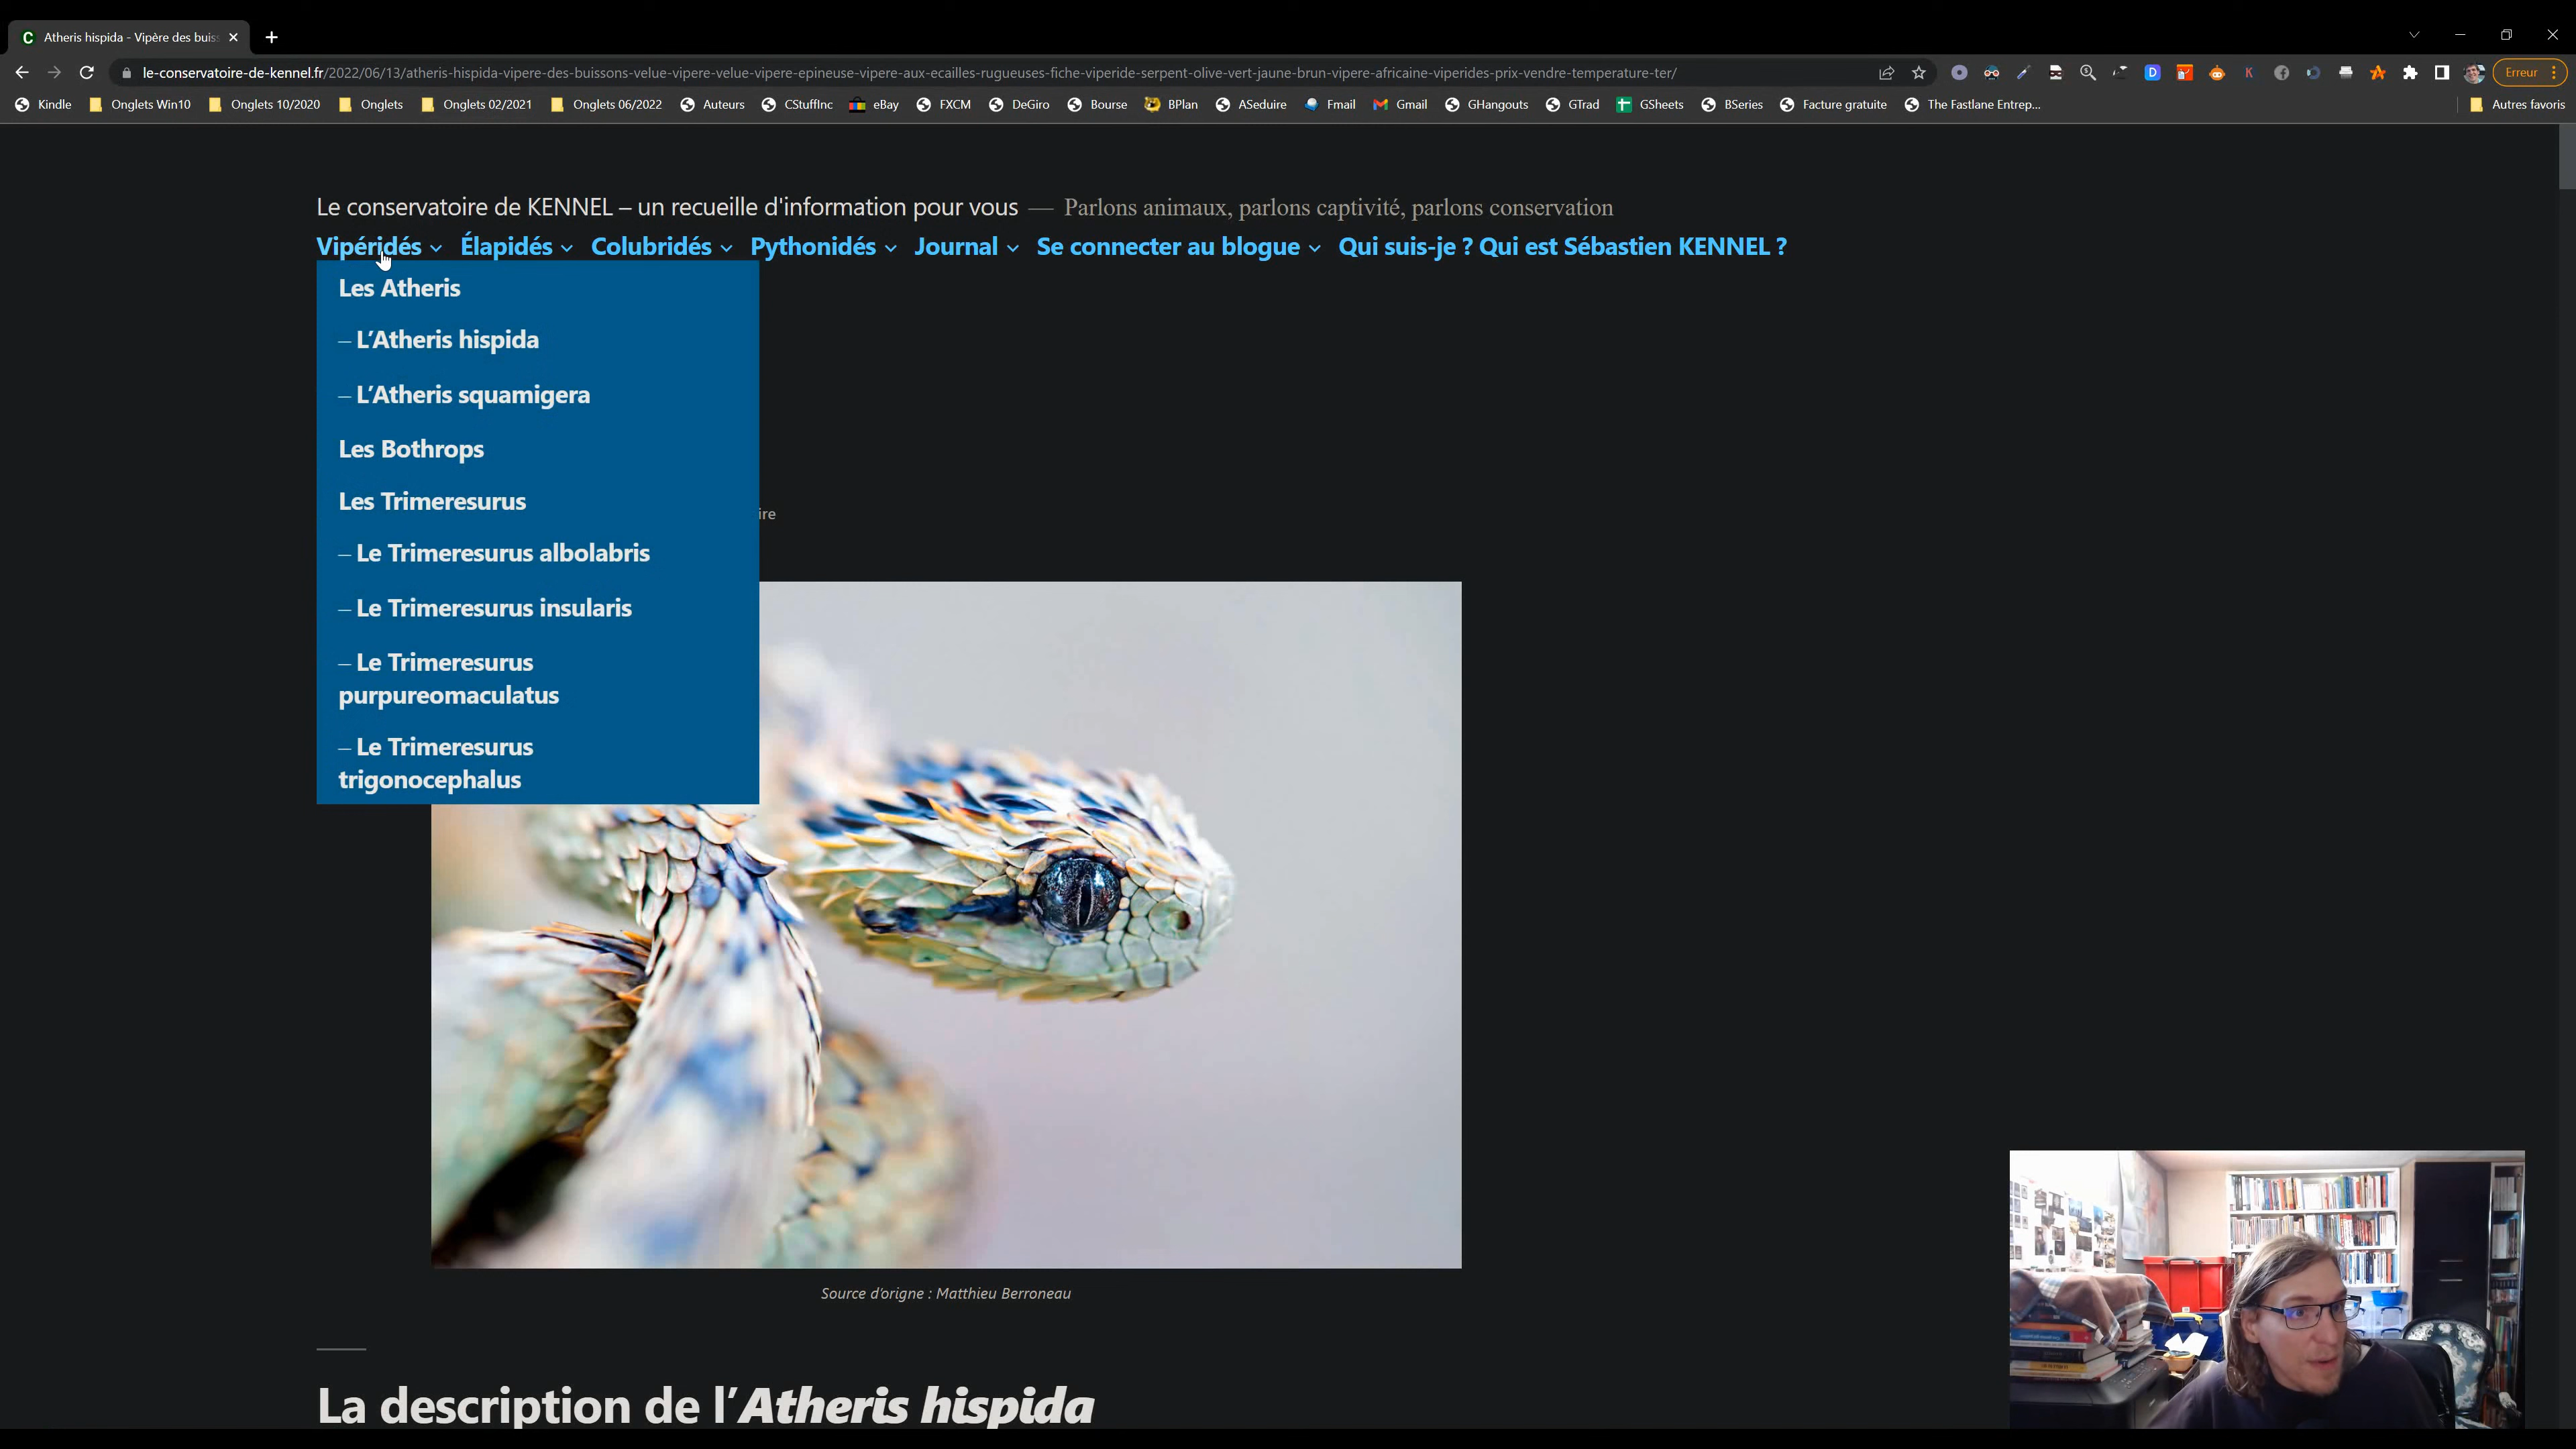 Atheris hispida - Vipère des buiss
le-conservatoire-de-kennel.fr/2022/06/13/atheris-hispida-vipere-des-buissons-velue-vipere-velue-vipere-epineuse-vipere-aux-ecailles-rugueuses-fiche-viperide-serpent-olive-vert-jaune-brun-vipere-africaine-viperides-prix-vendre-temperature-ter/
Erreur
Kindle Onglets Win10 Onglets 10/2020 Onglets Onglets 02/2021 Onglets 06/2022 Auteurs CStuffInc eBay FXCM DeGiro Bourse BPlan ASeduire Fmail Gmail GHangouts GTrad GSheets BSeries Facture gratuite The Fastlane Entrep... Autres favoris
Le conservatoire de KENNEL – un recueille d'information pour vous — Parlons animaux, parlons captivité, parlons conservation
Vipéridés Élapidés Colubridés Pythonidés Journal Se connecter au blogue Qui suis-je ? Qui est Sébastien KENNEL ?
Les Atheris
– L'Atheris hispida
– L'Atheris squamigera
Les Bothrops
Les Trimeresurus
ire
– Le Trimeresurus albolabris
– Le Trimeresurus insularis
– Le Trimeresurus
purpureomaculatus
– Le Trimeresurus
trigonocephalus
Source d'origne : Matthieu Berroneau
La description de l'Atheris hispida